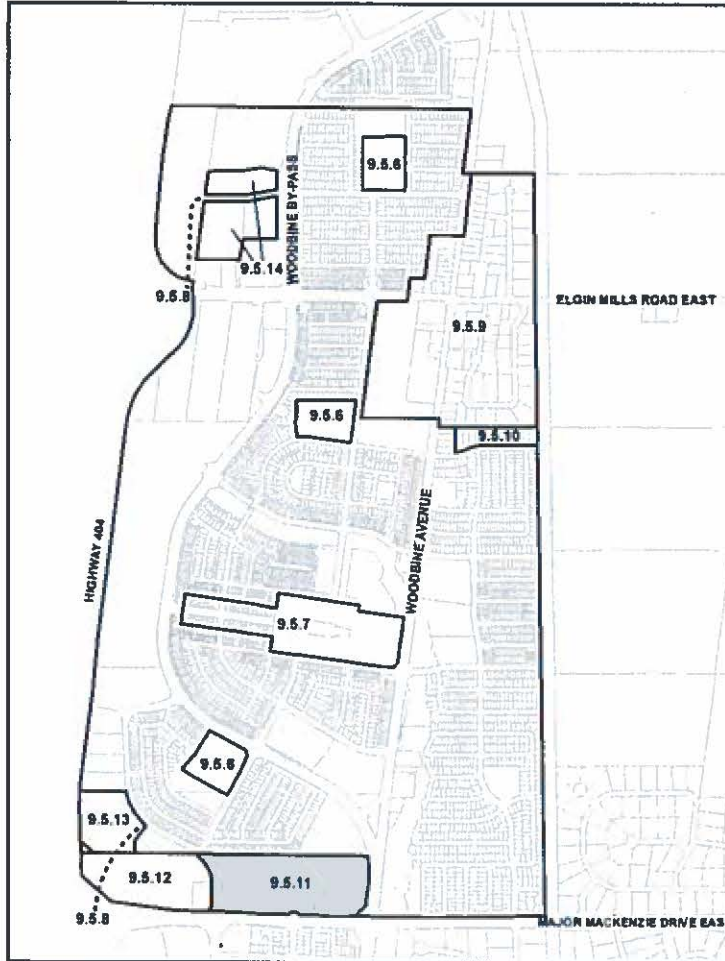 9.5.6
WOODBINE BY-PASS
9.5.14
9.5.8
ELGIN MILLS ROAD EAST
9.5.9
9.5.6
9.5.10
HIGHWAY 404
WOODBINE AVENUE
9.5.7
9.5.6
9.5.13
9.5.12
9.5.11
9.5.8
MAJOR MACKENZIE DRIVE EAS